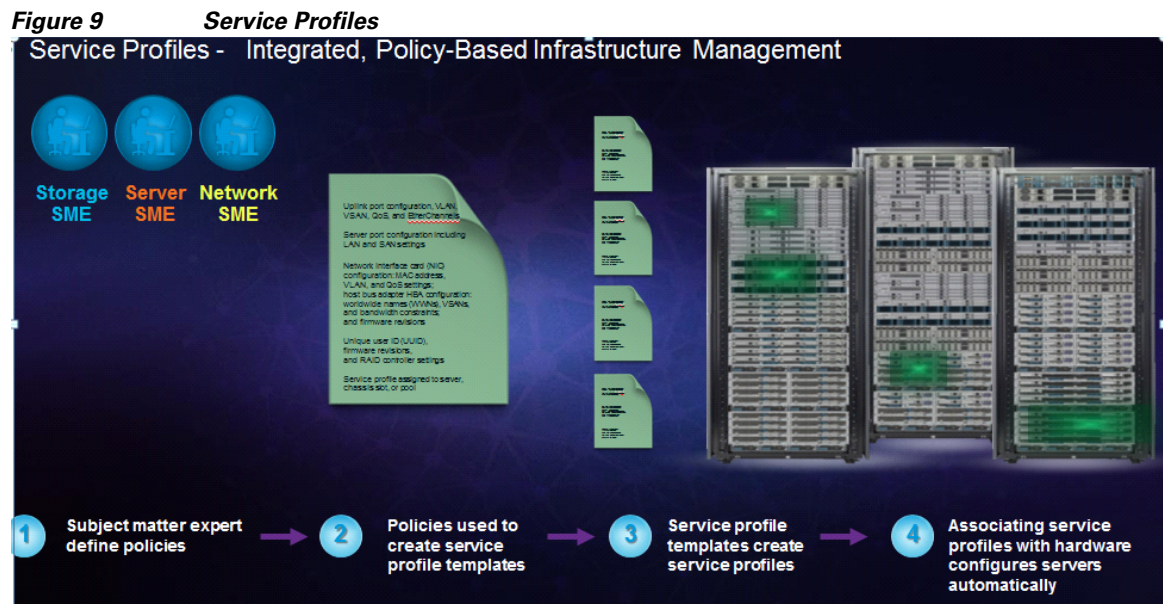 Figure 9 Service Profiles
Service Profiles - Integrated, Policy-Based Infrastructure Management
Storage SME
Server SME
Network SME
Uplink port configuration, VLAN,
VSAN, QoS, and EtherChannels
Server port configuration including
LAN and SAN settings
Network interface card (NIC)
configuration: MAC address,
VLAN, and QoS settings;
host bus adapter HBA configuration:
worldwide names (WWNs), VSANs,
and bandwidth constraints;
and firmware revisions
Unique user ID (UUID),
firmware revisions,
and RAID controller settings
Service profile assigned to server,
chassis slot, or pool
1
Subject matter expert
define policies
2
Policies used to
create service
profile templates
3
Service profile
templates create
service profiles
4
Associating service
profiles with hardware
configures servers
automatically